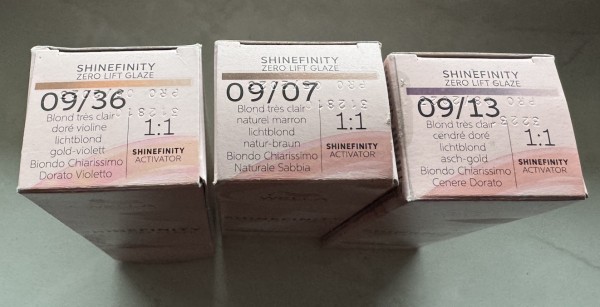 SHINEFINITY
ZERO LIFT GLAZE
09/36
Blond très clair
doré violine
lichtblond
gold-violett
Biondo Chiarissimo
Dorato Violetto
1:1
SHINEFINITY
ACTIVATOR
SHINEFINITY
SHINEFINITY
ZERO LIFT GLAZE
09/07
Blond très clair
naturel marron
lichtblond
natur-braun
Biondo Chiarissimo
Naturale Sabbia
1:1
SHINEFINITY
ACTIVATOR
SHINEFINITY
SHINEFINITY
ZERO LIFT GLAZE
09/13
Blond très clair
cendré doré
lichtblond
asch-gold
Biondo Chiarissimo
Cenere Dorato
1:1
SHINEFINITY
ACTIVATOR